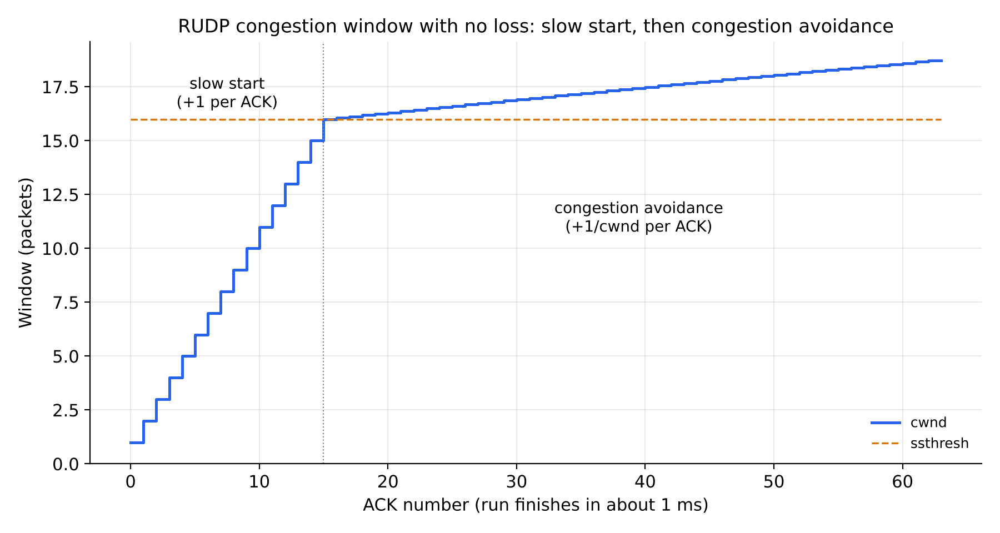 RUDP congestion window with no loss: slow start, then congestion avoidance
slow start
(+1 per ACK)
congestion avoidance
(+1/cwnd per ACK)
Window (packets)
17.5
15.0
12.5
10.0
7.5
5.0
2.5
0.0
cwnd
ssthresh
0 10 20 30 40 50 60
ACK number (run finishes in about 1 ms)